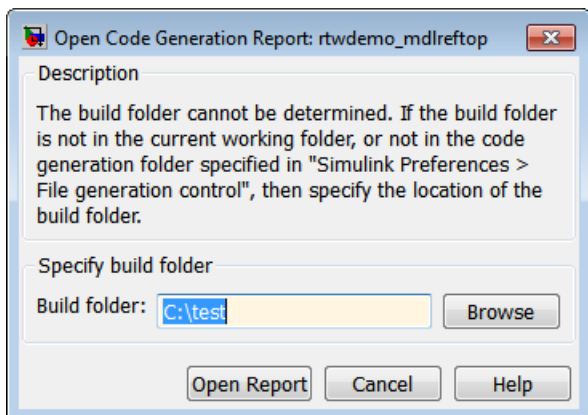 Open Code Generation Report: rtwdemo_mdlreftop
Description
The build folder cannot be determined. If the build folder
is not in the current working folder, or not in the code
generation folder specified in "Simulink Preferences >
File generation control", then specify the location of the
build folder.
Specify build folder
Build folder: C:\test Browse
Open Report Cancel Help